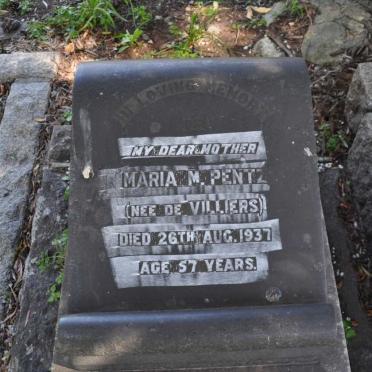 IN LOVING MEMORY
MY DEAR MOTHER
MARIA M. PENTZ
(NEE DE VILLIERS)
DIED 26TH AUG. 1937
AGE 57 YEARS.